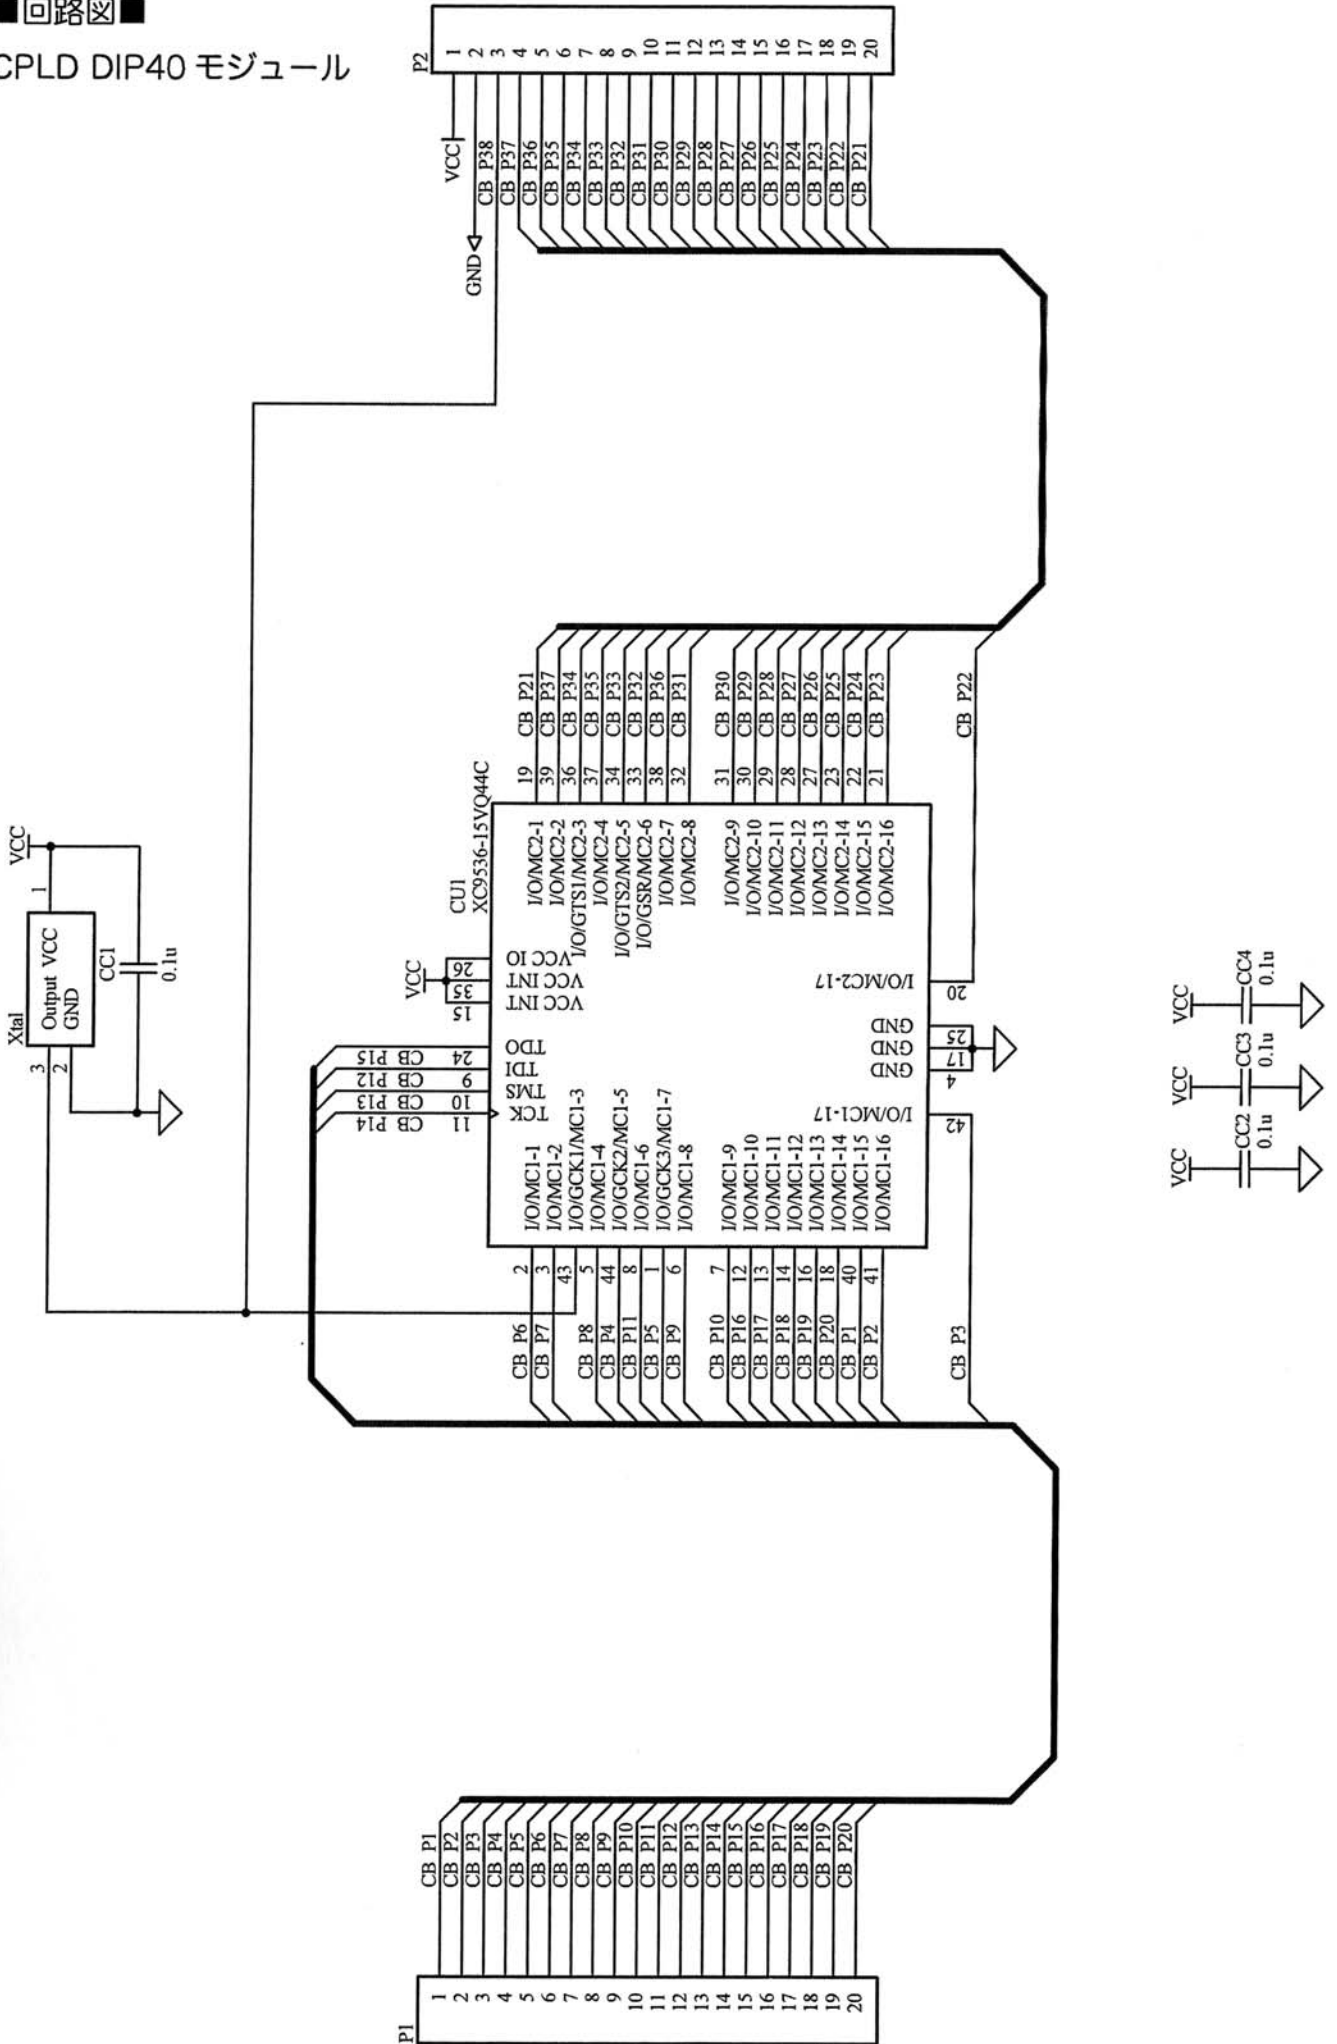 ■回路図■
CPLD DIP40 モジュール
P2
1
2
3
4
5
6
7
8
9
10
11
12
13
14
15
16
17
18
19
20
VCC
GND
CB P38
CB P37
CB P36
CB P35
CB P34
CB P33
CB P32
CB P31
CB P30
CB P29
CB P28
CB P27
CB P26
CB P25
CB P24
CB P23
CB P22
CB P21
Xtal
Output VCC
GND
1
3
2
VCC
CC1
0.1u
CU1
XC9536-15VQ44C
VCC
15
35
26
VCC INT
VCC INT
VCC IO
CB P14
CB P13
CB P12
CB P15
11
10
9
24
TCK
TMS
TDI
TDO
CB P21
CB P37
CB P34
CB P35
CB P33
CB P32
CB P36
CB P31
CB P30
CB P29
CB P28
CB P27
CB P26
CB P25
CB P24
CB P23
CB P22
19
39
36
37
34
33
38
32
31
30
29
28
27
23
22
21
20
I/O/MC2-1
I/O/MC2-2
I/O/GTS1/MC2-3
I/O/MC2-4
I/O/GTS2/MC2-5
I/O/GSR/MC2-6
I/O/MC2-7
I/O/MC2-8
I/O/MC2-9
I/O/MC2-10
I/O/MC2-11
I/O/MC2-12
I/O/MC2-13
I/O/MC2-14
I/O/MC2-15
I/O/MC2-16
I/O/MC2-17
GND
GND
GND
25
17
4
I/O/MC1-17
42
I/O/MC1-1
I/O/MC1-2
I/O/GCK1/MC1-3
I/O/MC1-4
I/O/GCK2/MC1-5
I/O/MC1-6
I/O/GCK3/MC1-7
I/O/MC1-8
I/O/MC1-9
I/O/MC1-10
I/O/MC1-11
I/O/MC1-12
I/O/MC1-13
I/O/MC1-14
I/O/MC1-15
I/O/MC1-16
2
3
43
5
44
8
1
6
7
12
13
14
16
18
40
41
CB P6
CB P7
CB P8
CB P4
CB P11
CB P5
CB P9
CB P10
CB P16
CB P17
CB P18
CB P19
CB P20
CB P1
CB P2
CB P3
VCC
CC2
0.1u
VCC
CC3
0.1u
VCC
CC4
0.1u
CB P1
CB P2
CB P3
CB P4
CB P5
CB P6
CB P7
CB P8
CB P9
CB P10
CB P11
CB P12
CB P13
CB P14
CB P15
CB P16
CB P17
CB P18
CB P19
CB P20
P1
1
2
3
4
5
6
7
8
9
10
11
12
13
14
15
16
17
18
19
20